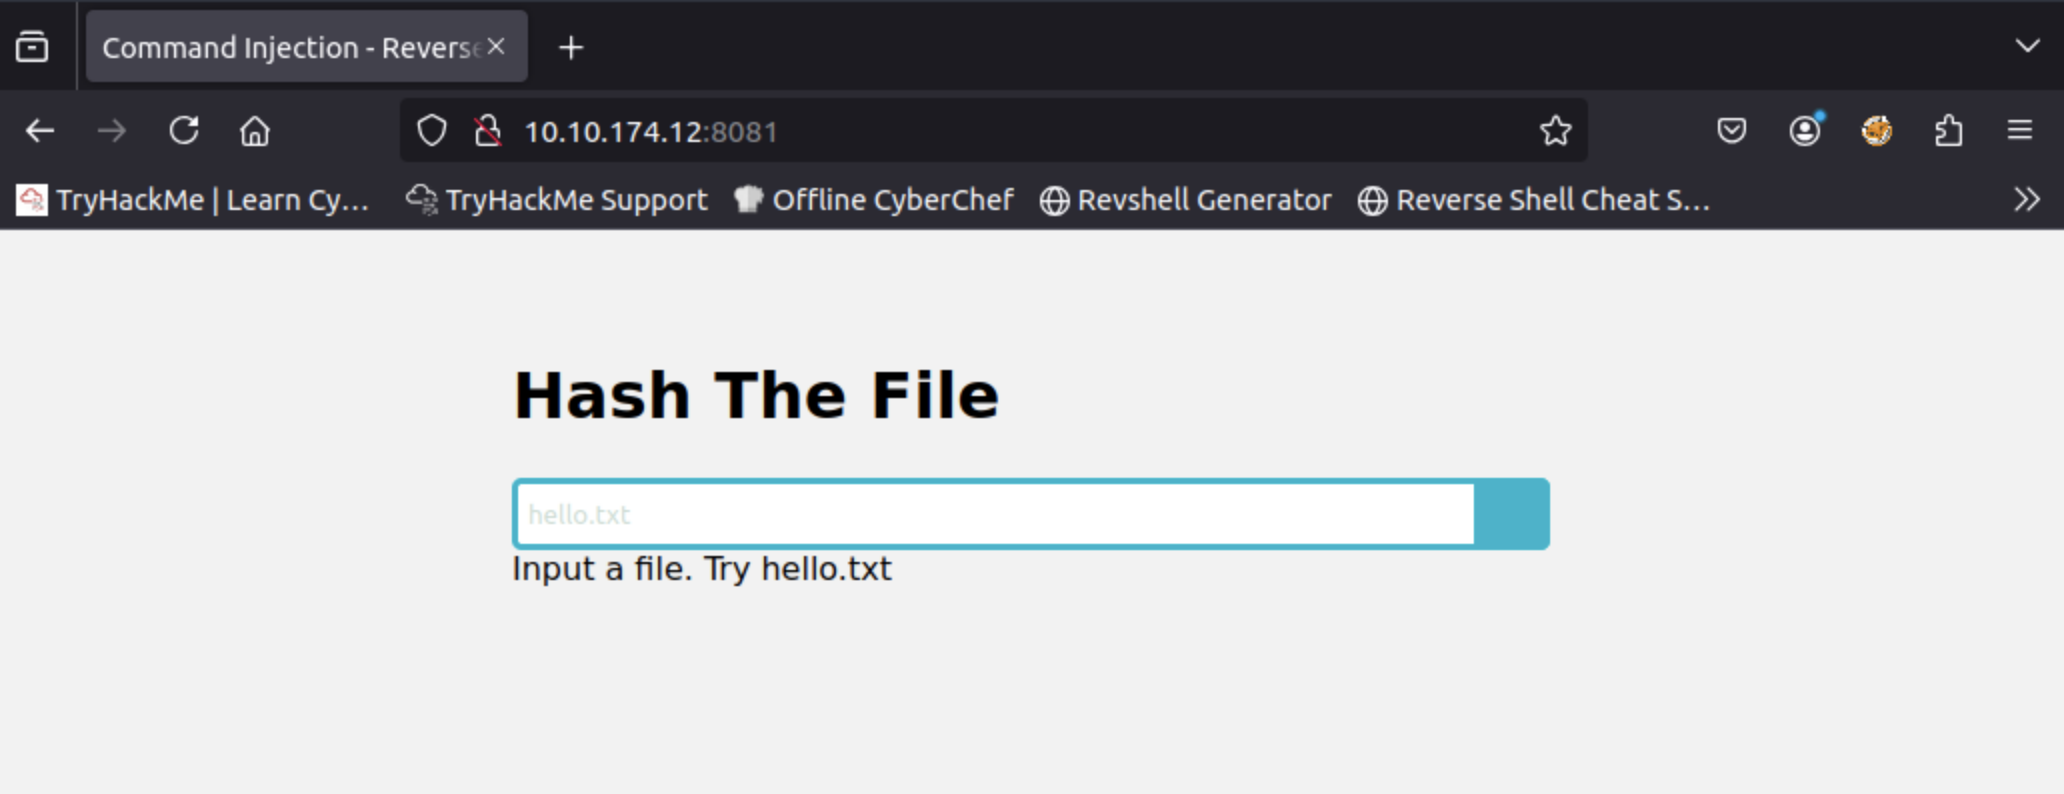 Command Injection - Reverse
10.10.174.12:8081
TryHackMe | Learn Cy... TryHackMe Support Offline CyberChef Revshell Generator Reverse Shell Cheat S...
Hash The File
hello.txt
Input a file. Try hello.txt